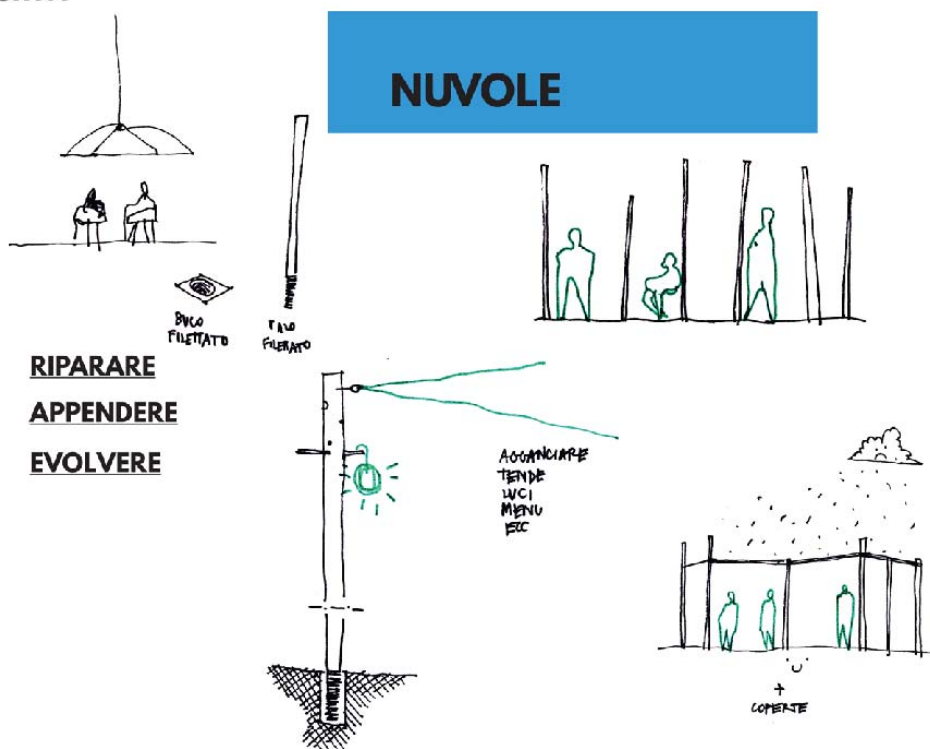 NUVOLE
BUCO
FILETTATO
PALO
FILETTATO
RIPARARE
APPENDERE
EVOLVERE
AGGANCIARE
TENDE
LUCI
MENU
ECC
+
COPERTE